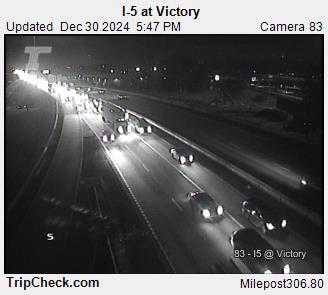 I-5 at Victory
Updated Dec 30 2024 5:47 PM Camera 83
S
83 - I5 @ Victory
TripCheck.com Milepost306.80